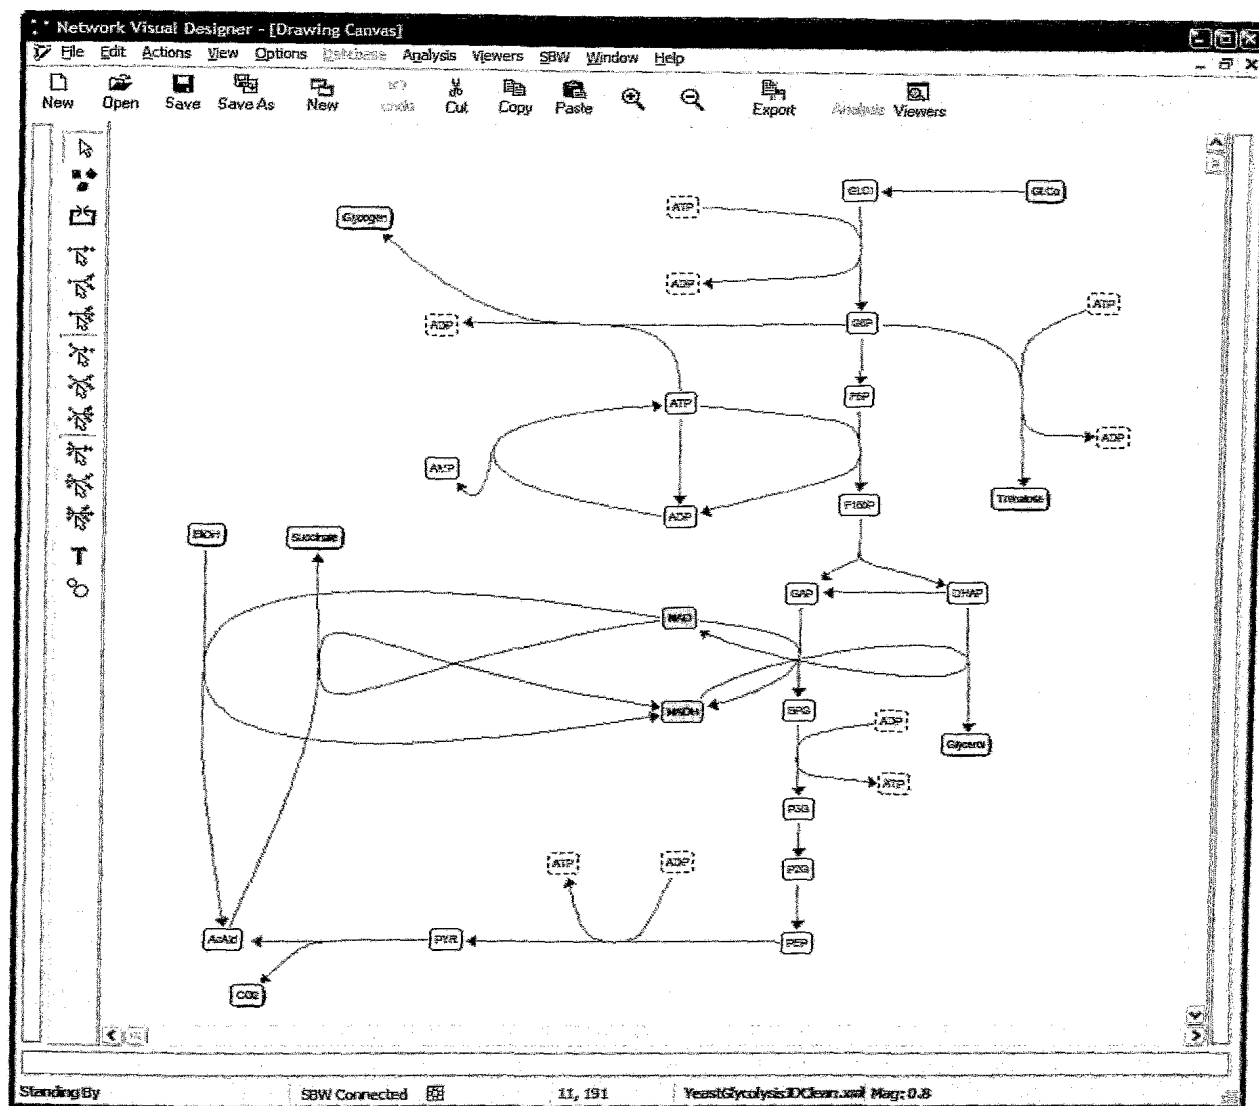 Network Visual Designer - [Drawing Canvas]
File Edit Actions View Options Database Analysis Viewers SBW Window Help
New Open Save Save As New Undo Cut Copy Paste Export Analysis Viewers
GLCi GLCo
ATP
Glycogen
ADP
ATP
ADP G6P
ATP F6P
ADP
AMP
Trehalose
F16bP
ADP
EtOH Succinate
GAP DHAP
NAD
NADH BPG
ADP
Glycerol
ATP
P3G
ATP ADP P2G
AcAld PYR PEP
CO2
Standing By SBW Connected 11, 191 YeastGlycolysisJDClean.xml Mag: 0.8